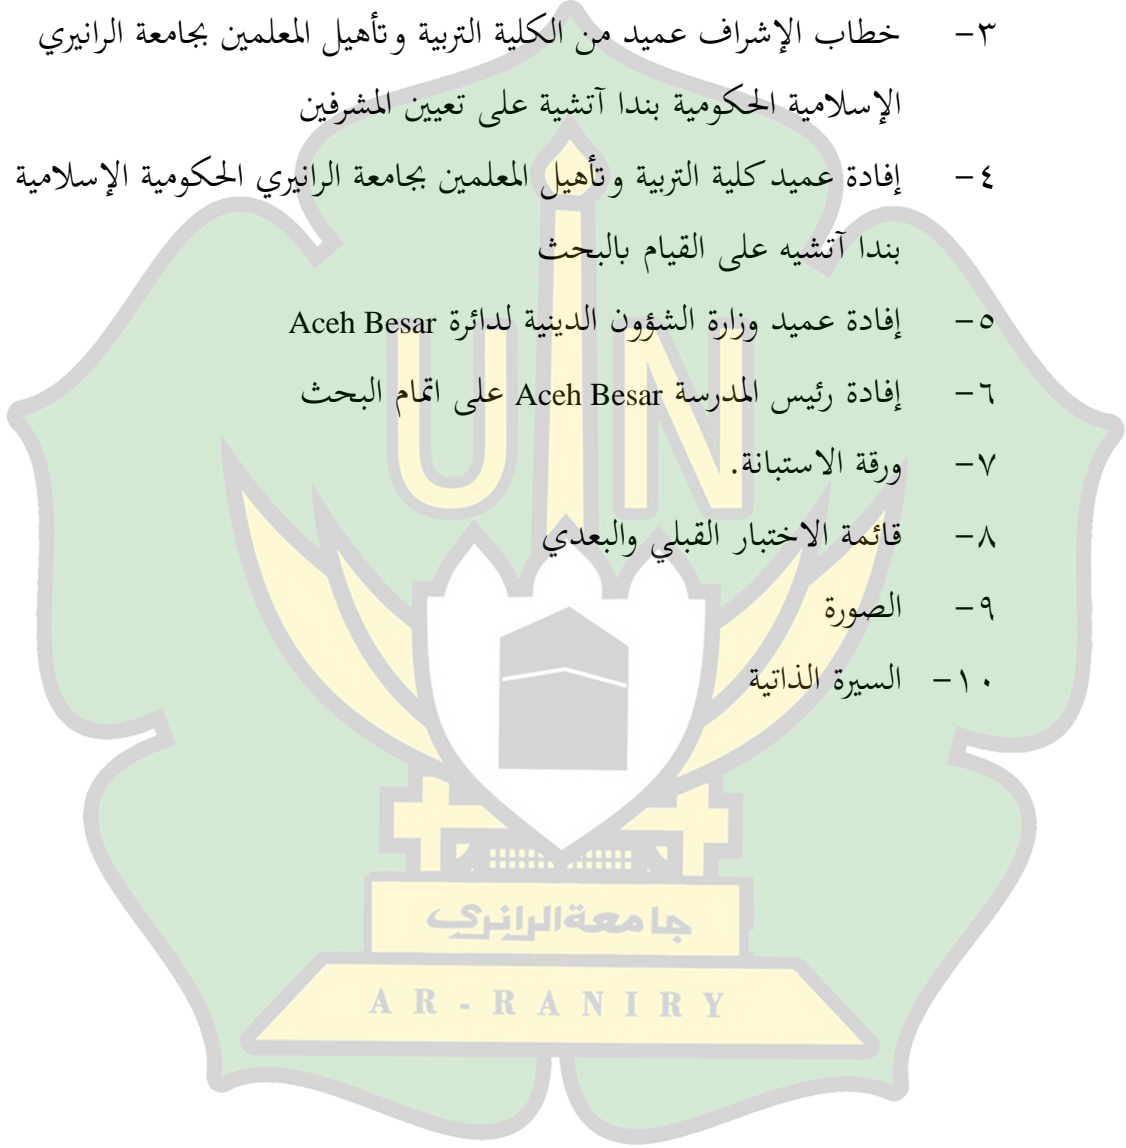 ٣- خطاب الإشراف عميد من الكلية التربية وتأهيل المعلمين بجامعة الرانيري
الإسلامية الحكومية بندا آتشية على تعيين المشرفين
٤- إفادة عميد كلية التربية وتأهيل المعلمين بجامعة الرانيري الحكومية الإسلامية
بندا آتشيه على القيام بالبحث
٥- إفادة عميد وزارة الشؤون الدينية لدائرة Aceh Besar
٦- إفادة رئيس المدرسة Aceh Besar على اتمام البحث
٧- ورقة الاستبانة.
٨- قائمة الاختبار القبلي والبعدي
٩- الصورة
١٠- السيرة الذاتية
UIN
جامعة الرانري
AR-RANIRY